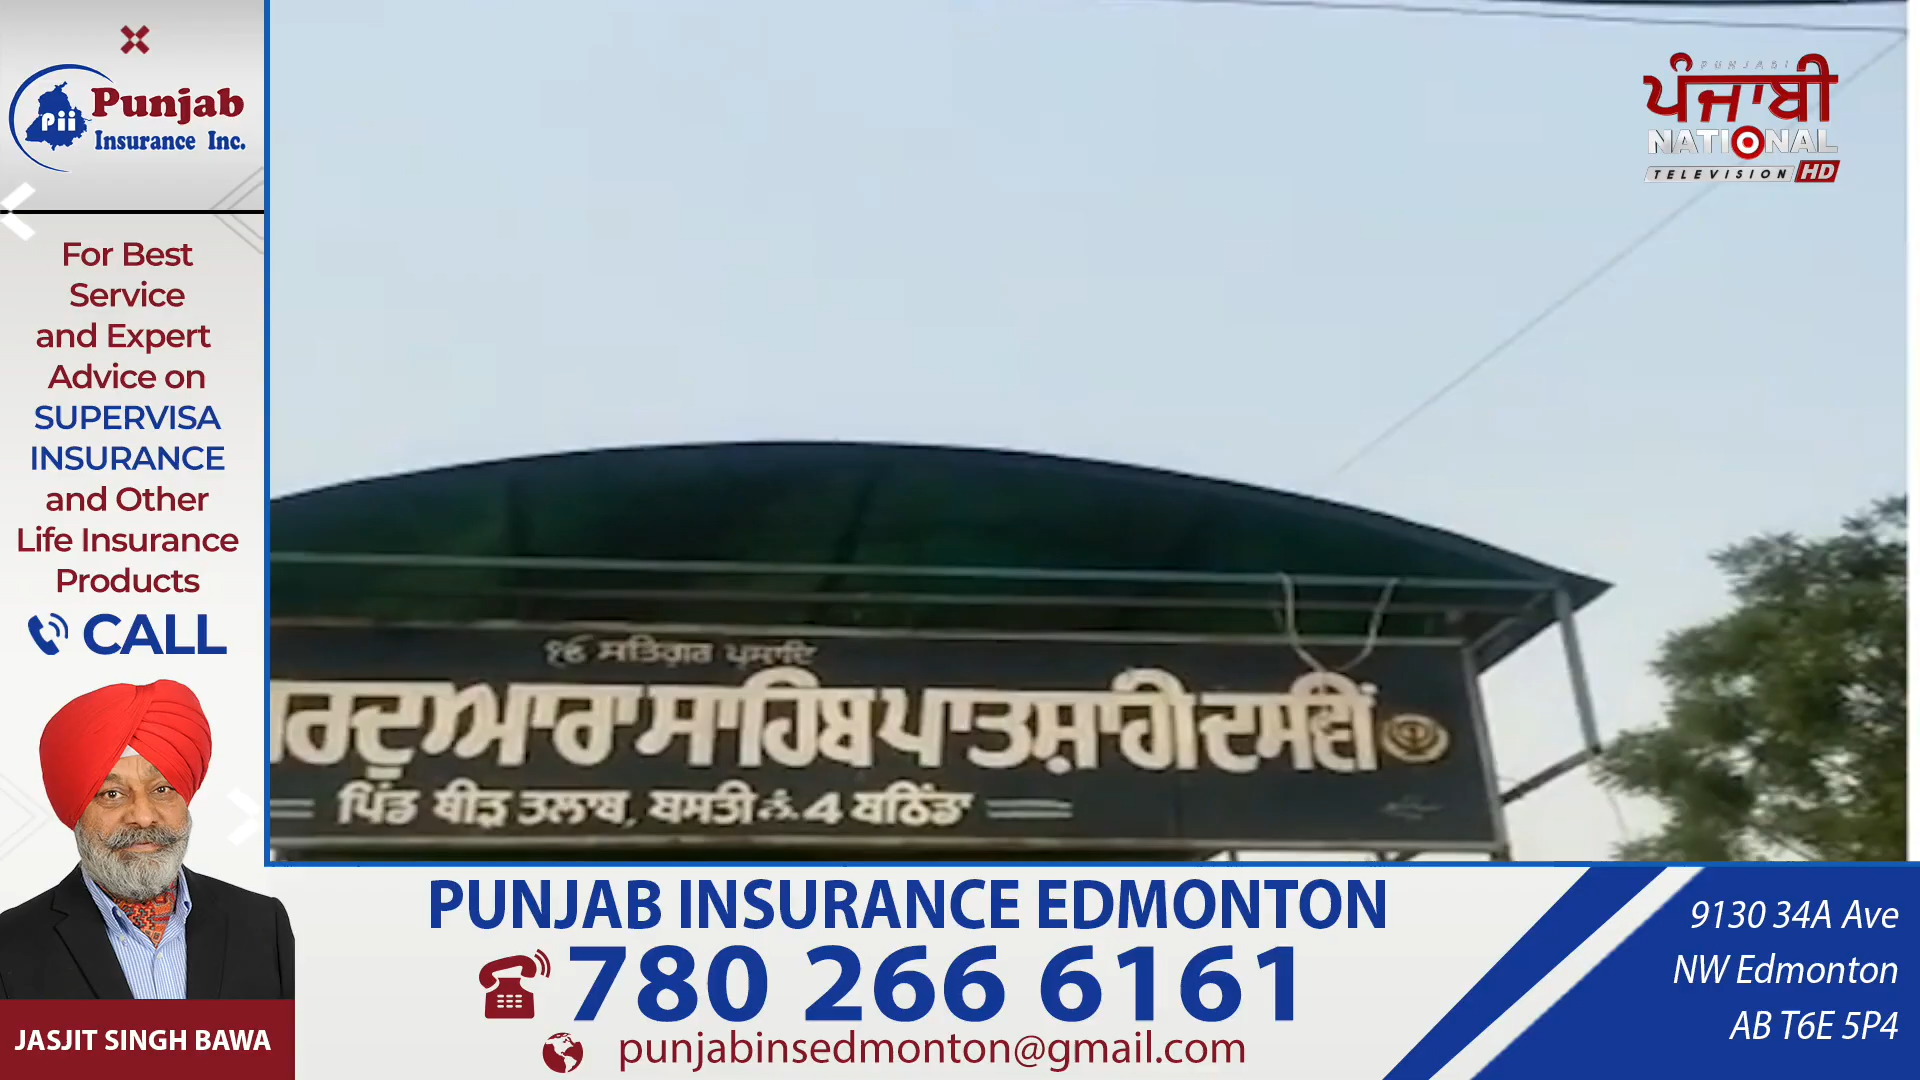 Pii Punjab
Insurance Inc.
For Best
Service
and Expert
Advice on
SUPERVISA
INSURANCE
and Other
Life Insurance
Products
CALL
JASJIT SINGH BAWA
PUNJABI
ਪੰਜਾਬੀ
NATIONAL
TELEVISION HD
ੴ ਸਤਿਗੁਰ ਪ੍ਰਸਾਦਿ
ਰਦੁਆਰਾ ਸਾਹਿਬ ਪਾਤਸ਼ਾਹੀ ਦਸਵੀਂ
ਪਿੰਡ ਬੀੜ ਤਲਾਬ, ਬਸਤੀ ਨੰ. 4 ਬਠਿੰਡਾ
PUNJAB INSURANCE EDMONTON
780 266 6161
punjabinsedmonton@gmail.com
9130 34A Ave
NW Edmonton
AB T6E 5P4